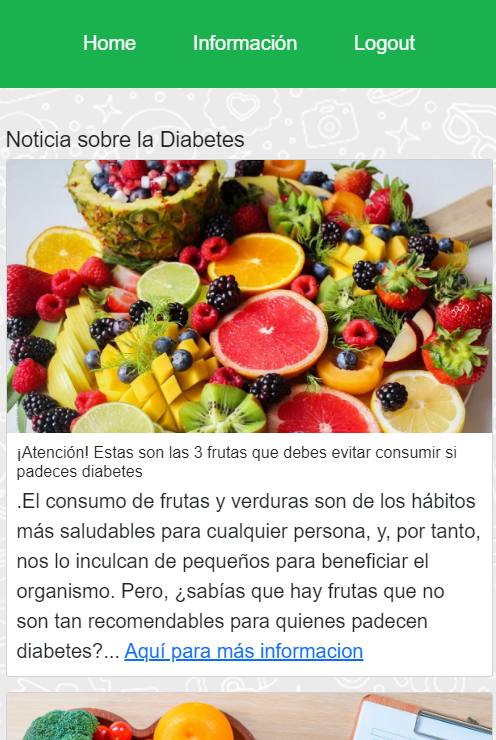 Home Información Logout
Noticia sobre la Diabetes
¡Atención! Estas son las 3 frutas que debes evitar consumir si
padeces diabetes
.El consumo de frutas y verduras son de los hábitos
más saludables para cualquier persona, y, por tanto,
nos lo inculcan de pequeños para beneficiar el
organismo. Pero, ¿sabías que hay frutas que no
son tan recomendables para quienes padecen
diabetes?... Aquí para más informacion